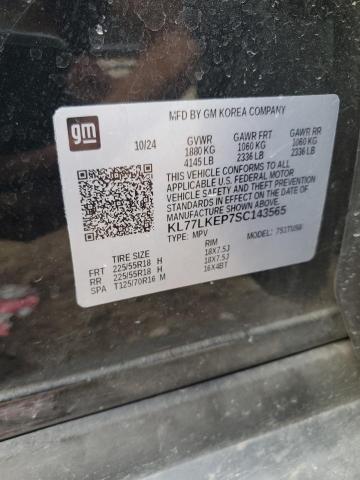 MFD BY GM KOREA COMPANY
gm
10/24 GVWR GAWR FRT GAWR RR
1880 KG 1060 KG 1060 KG
4145 LB 2336 LB 2336 LB
THIS VEHICLE CONFORMS TO ALL APPLICABLE U.S. FEDERAL MOTOR VEHICLE SAFETY AND THEFT PREVENTION STANDARDS IN EFFECT ON THE DATE OF MANUFACTURE SHOWN ABOVE.
KL77LKEP7SC143565
TYPE: MPV MODEL:
TIRE SIZE RIM
FRT 225/55R18 H 18X7.5J
RR 225/55R18 H 18X7.5J
SPA T125/70R16 M 16X4BT